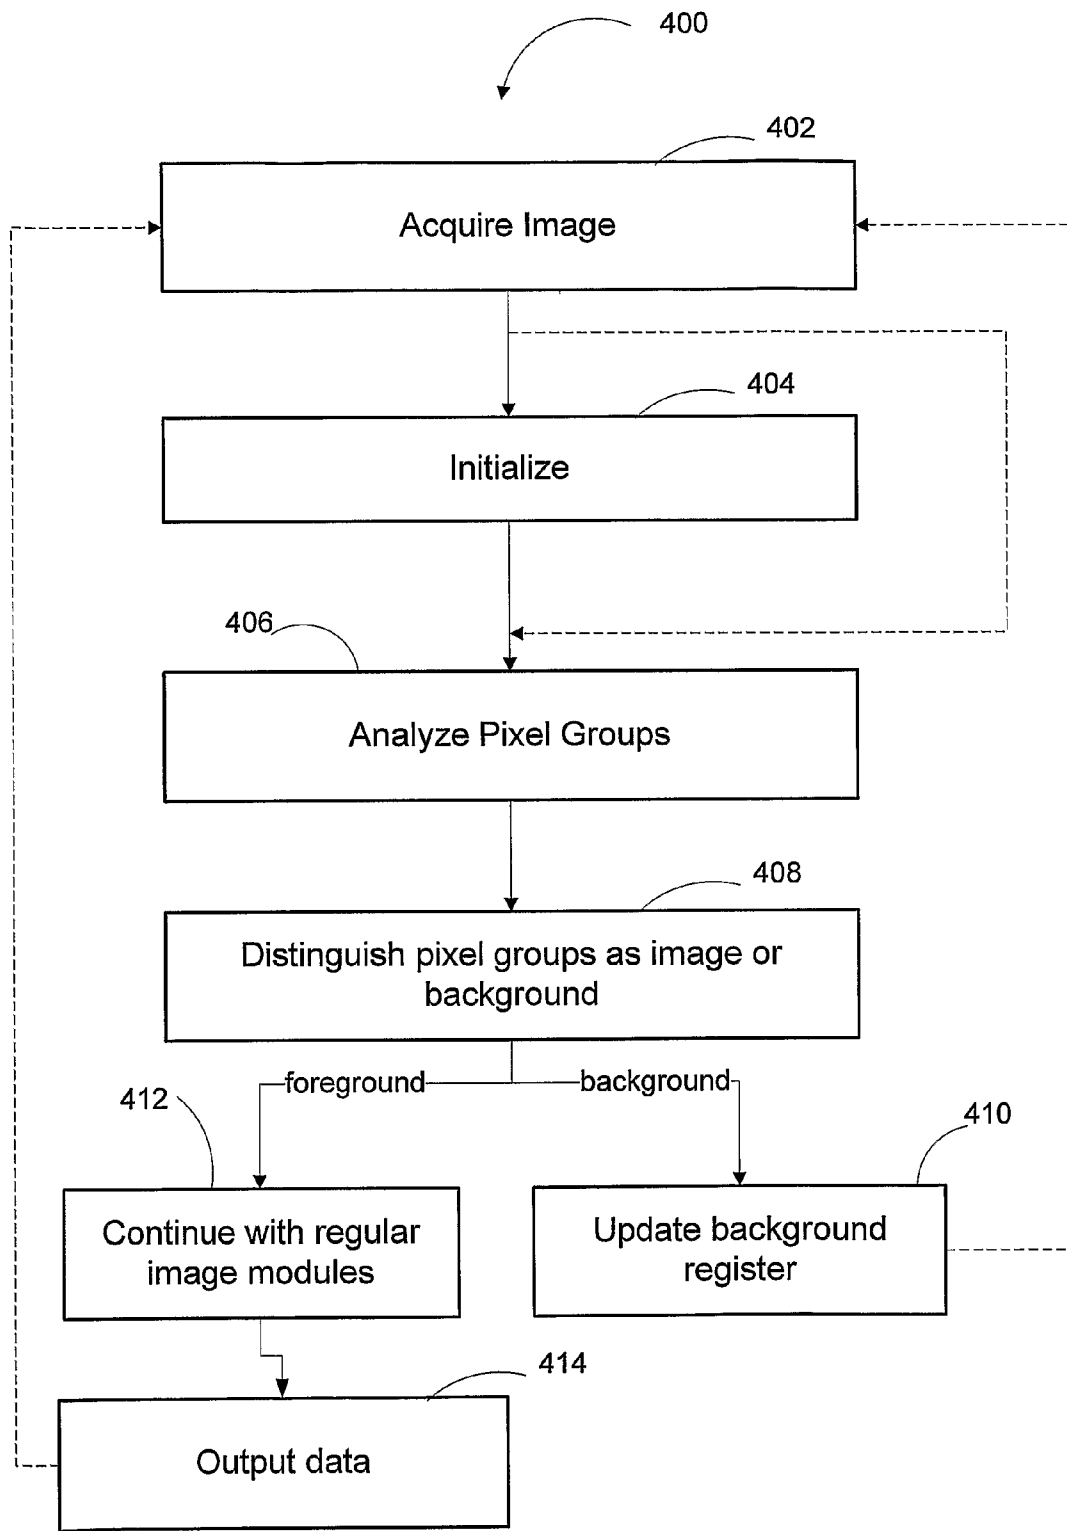 400
402
Acquire Image
404
Initialize
406
Analyze Pixel Groups
408
Distinguish pixel groups as image or
background
foreground
background
412
410
Continue with regular
image modules
Update background
register
414
Output data